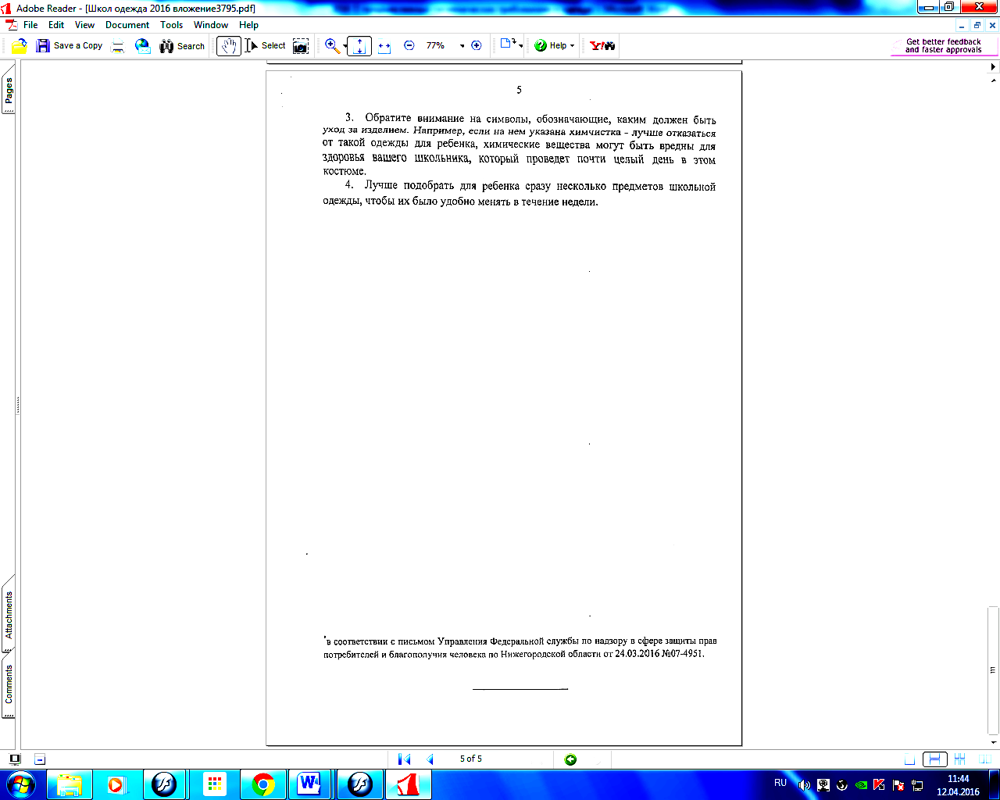 Adobe Reader - [Школ одежда 2016 вложение3795.pdf]
File Edit View Document Tools Window Help
Save a Copy Search Select 77% Help Y!
Get better feedback
and faster approvals
Pages
Attachments
Comments
5
3. Обратите внимание на символы, обозначающие, каким должен быть
уход за изделием. Например, если на нем указана химчистка - лучше отказаться
от такой одежды для ребенка, химические вещества могут быть вредны для
здоровья вашего школьника, который проведет почти целый день в этом
костюме.
4. Лучше подобрать для ребенка сразу несколько предметов школьной
одежды, чтобы их было удобно менять в течение недели.
*в соответствии с письмом Управления Федеральной службы по надзору в сфере защиты прав
потребителей и благополучия человека по Нижегородской области от 24.03.2016 №07-4951.
5 of 5
RU
11:44
12.04.2016